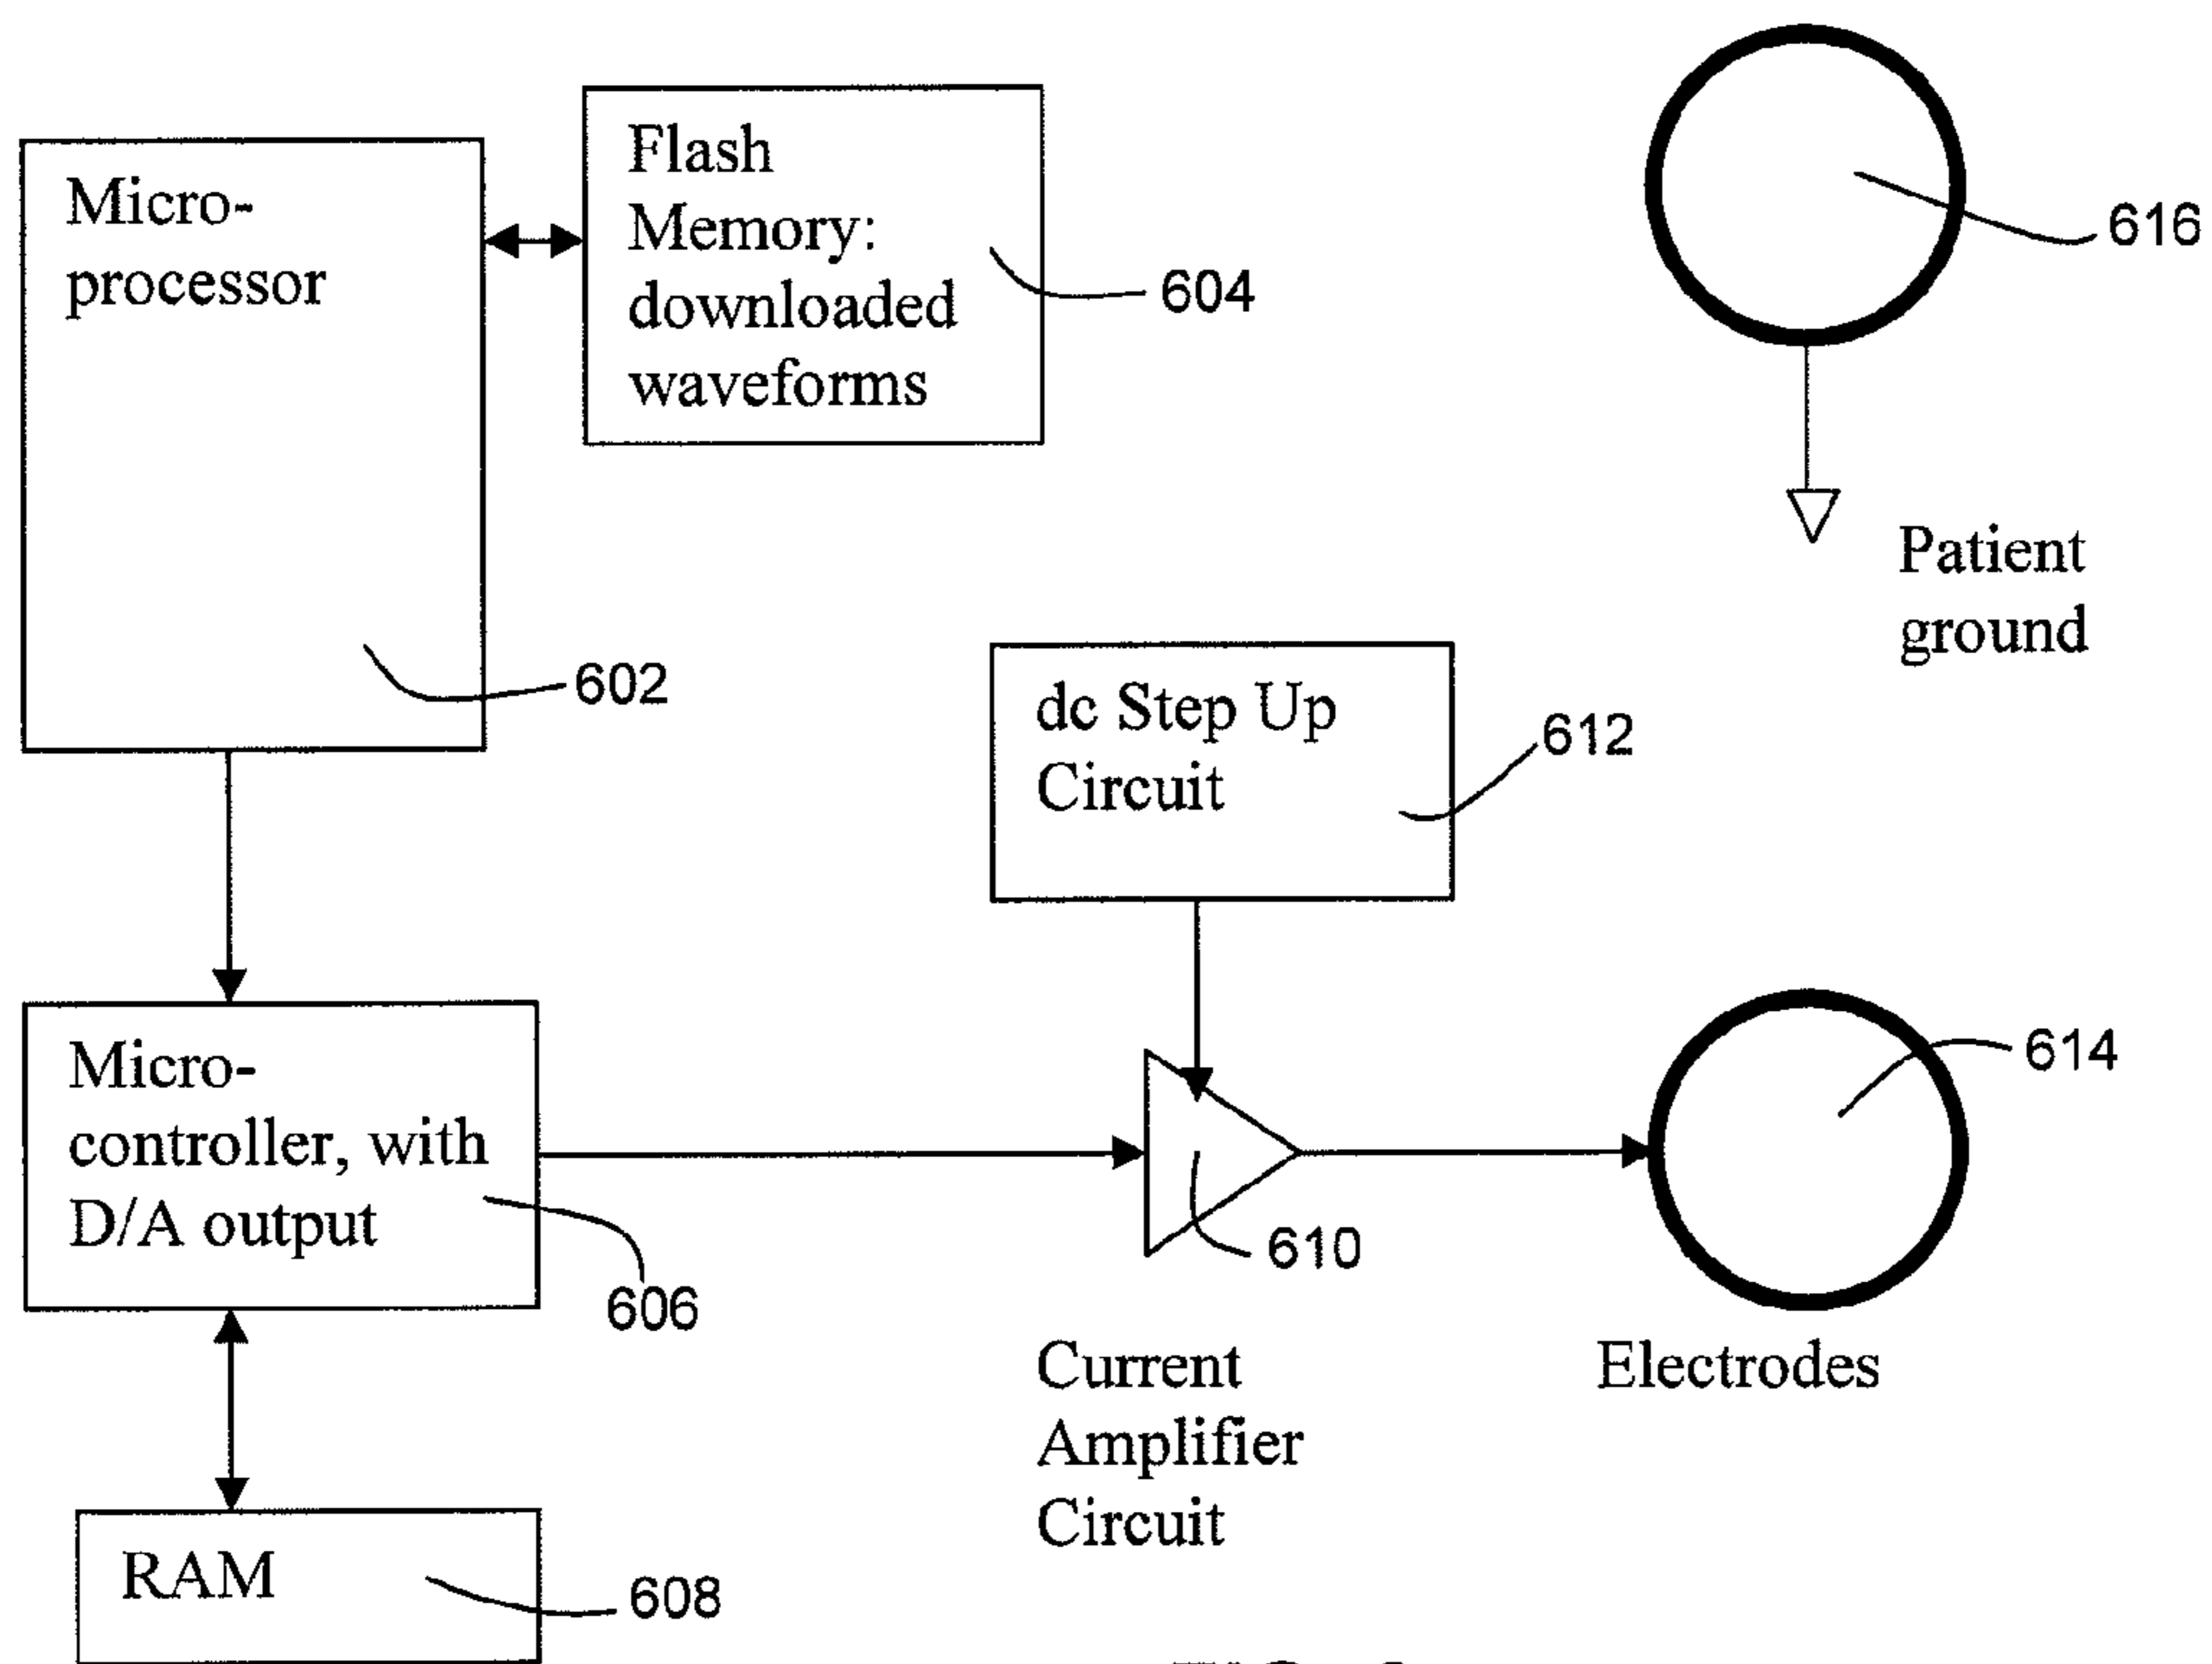 Micro-
processor
602
Flash
Memory:
downloaded
waveforms
604
616
Patient
ground
dc Step Up
Circuit
612
Micro-
controller, with
D/A output
606
610
Current
Amplifier
Circuit
614
Electrodes
RAM
608